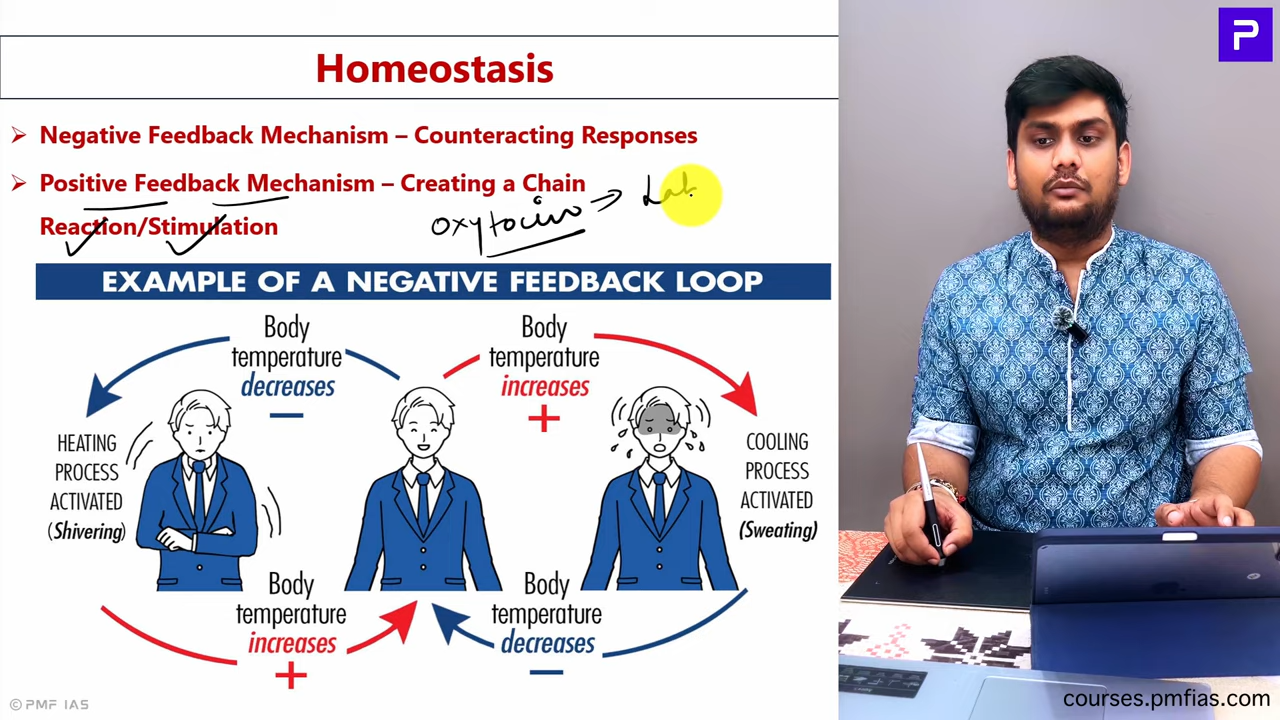 P
Homeostasis
➢ Negative Feedback Mechanism – Counteracting Responses
➢ Positive Feedback Mechanism – Creating a Chain
Reaction/Stimulation
Oxytocin → Lab
EXAMPLE OF A NEGATIVE FEEDBACK LOOP
Body
temperature
decreases
−
Body
temperature
increases
+
HEATING
PROCESS
ACTIVATED
(Shivering)
COOLING
PROCESS
ACTIVATED
(Sweating)
Body
temperature
increases
+
Body
temperature
decreases
−
© PMF IAS
courses.pmfias.com